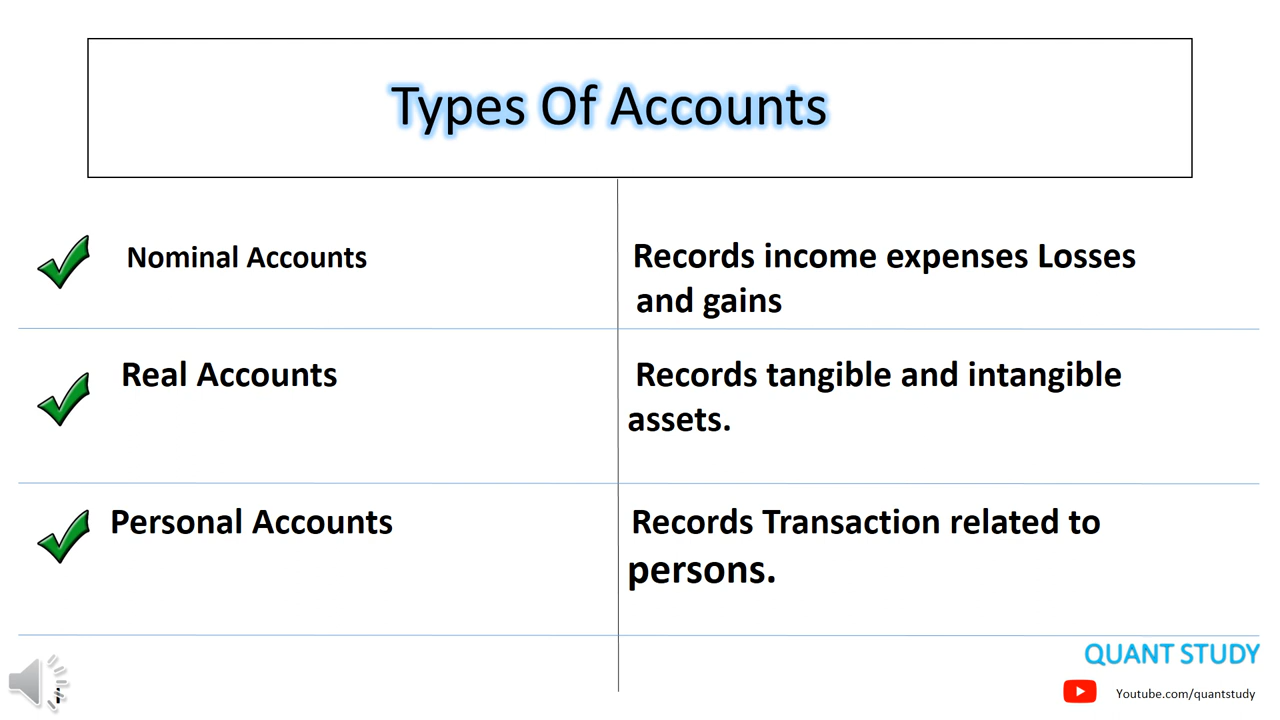 Types Of Accounts
Nominal Accounts
Records income expenses Losses
and gains
Real Accounts
Records tangible and intangible
assets.
Personal Accounts
Records Transaction related to
persons.
QUANT STUDY
Youtube.com/quantstudy